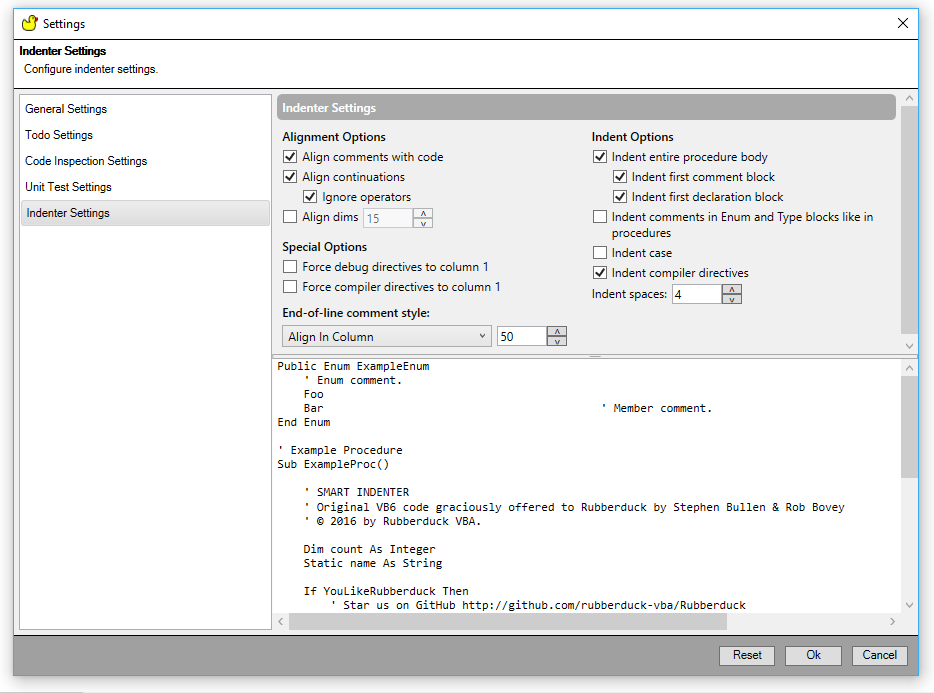 Settings
Indenter Settings
Configure indenter settings.
General Settings
Todo Settings
Code Inspection Settings
Unit Test Settings
Indenter Settings
Indenter Settings
Alignment Options
Align comments with code
Align continuations
Ignore operators
Align dims 15
Special Options
Force debug directives to column 1
Force compiler directives to column 1
End-of-line comment style:
Align In Column 50
Indent Options
Indent entire procedure body
Indent first comment block
Indent first declaration block
Indent comments in Enum and Type blocks like in
procedures
Indent case
Indent compiler directives
Indent spaces: 4
Public Enum ExampleEnum
    ' Enum comment.
    Foo
    Bar                                          ' Member comment.
End Enum
' Example Procedure
Sub ExampleProc()
    ' SMART INDENTER
    ' Original VB6 code graciously offered to Rubberduck by Stephen Bullen & Rob Bovey
    ' © 2016 by Rubberduck VBA.
    Dim count As Integer
    Static name As String
    If YouLikeRubberduck Then
        ' Star us on GitHub http://github.com/rubberduck-vba/Rubberduck
Reset Ok Cancel